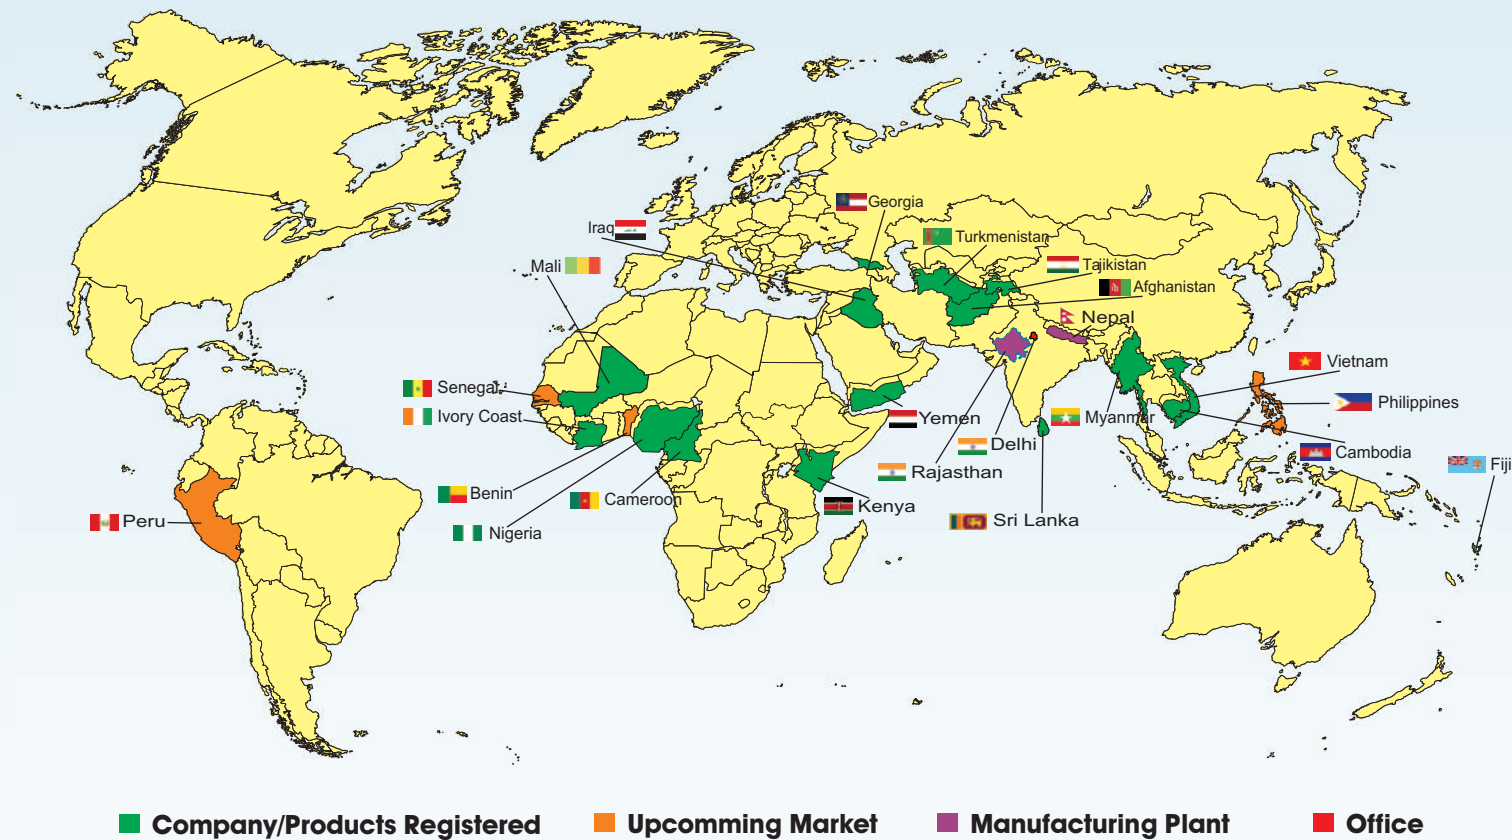 Georgia
Iraq
Turkmenistan
Mali
Tajikistan
Afghanistan
Nepal
Vietnam
Senegal
Philippines
Ivory Coast
Yemen
Myanmar
Delhi
Cambodia
Fiji
Rajasthan
Benin
Cameroon
Kenya
Peru
Sri Lanka
Nigeria
Company/Products Registered
Upcomming Market
Manufacturing Plant
Office